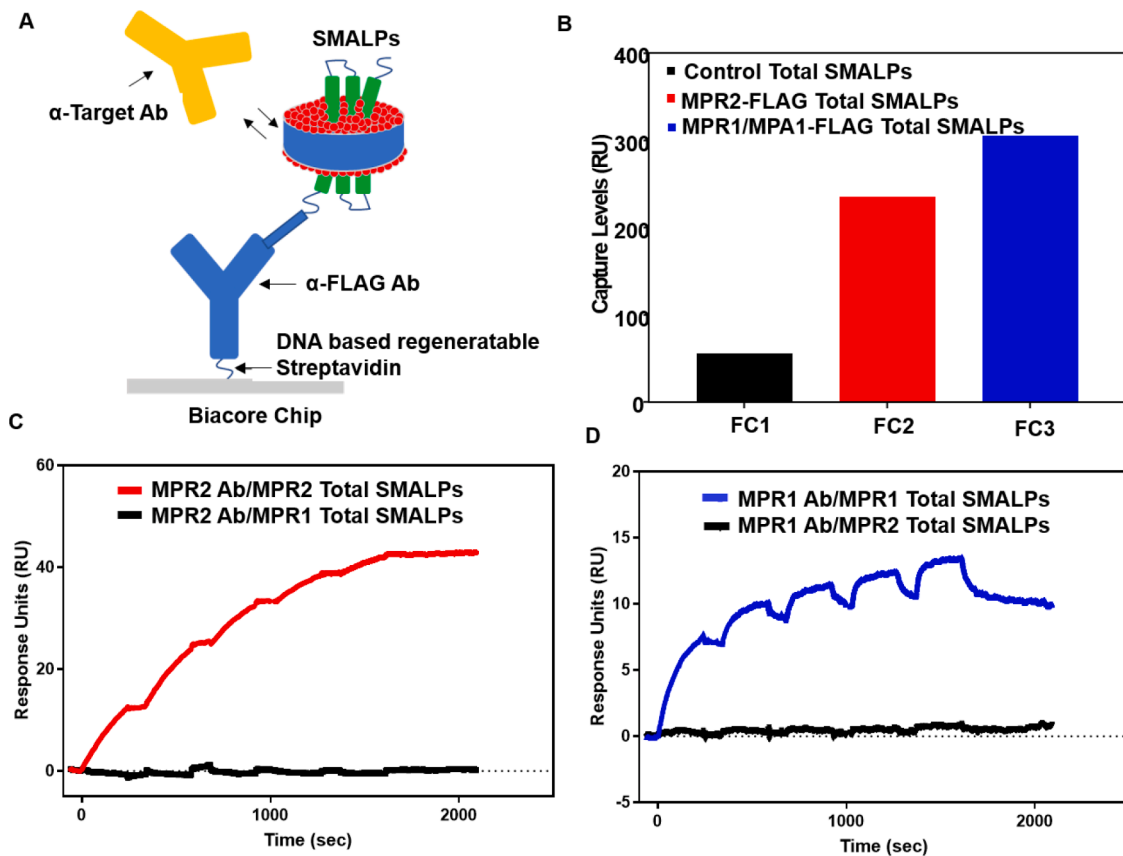 A
SMALPs
α-Target Ab
α-FLAG Ab
DNA based regeneratable
Streptavidin
Biacore Chip
B
400
300
200
100
0
Capture Levels (RU)
Control Total SMALPs
MPR2-FLAG Total SMALPs
MPR1/MPA1-FLAG Total SMALPs
FC1
FC2
FC3
C
60
40
20
0
Response Units (RU)
MPR2 Ab/MPR2 Total SMALPs
MPR2 Ab/MPR1 Total SMALPs
0
1000
2000
Time (sec)
D
20
15
10
5
0
-5
Response Units (RU)
MPR1 Ab/MPR1 Total SMALPs
MPR1 Ab/MPR2 Total SMALPs
0
1000
2000
Time (sec)